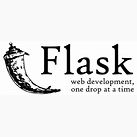 Flask
web development,
one drop at a time